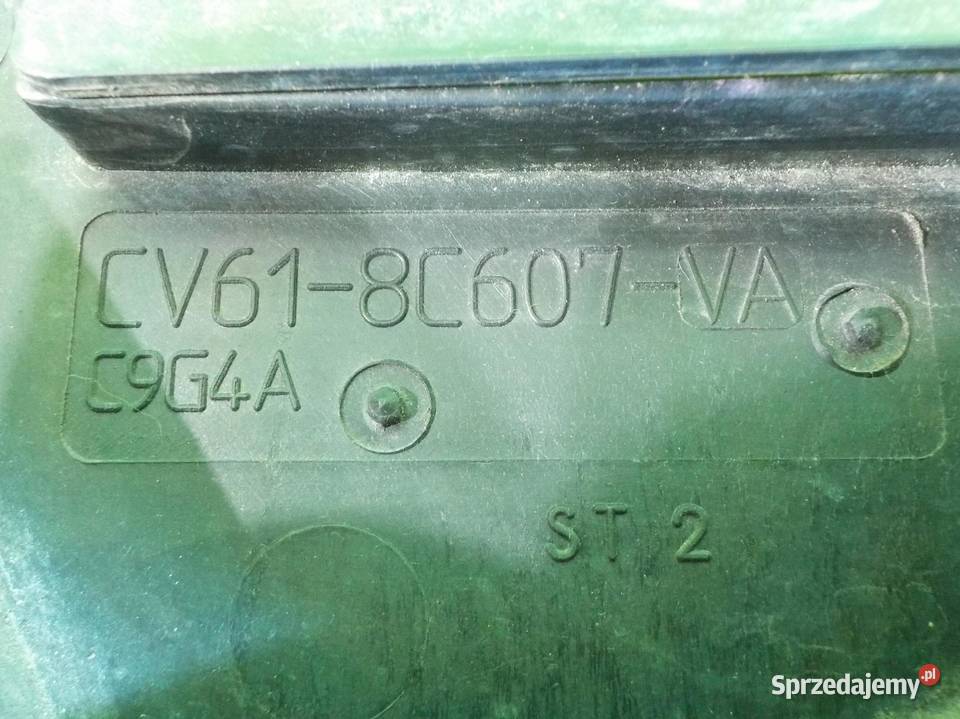 CV61-8C607-VA
C9G4A
ST 2
Sprzedajemy.pl